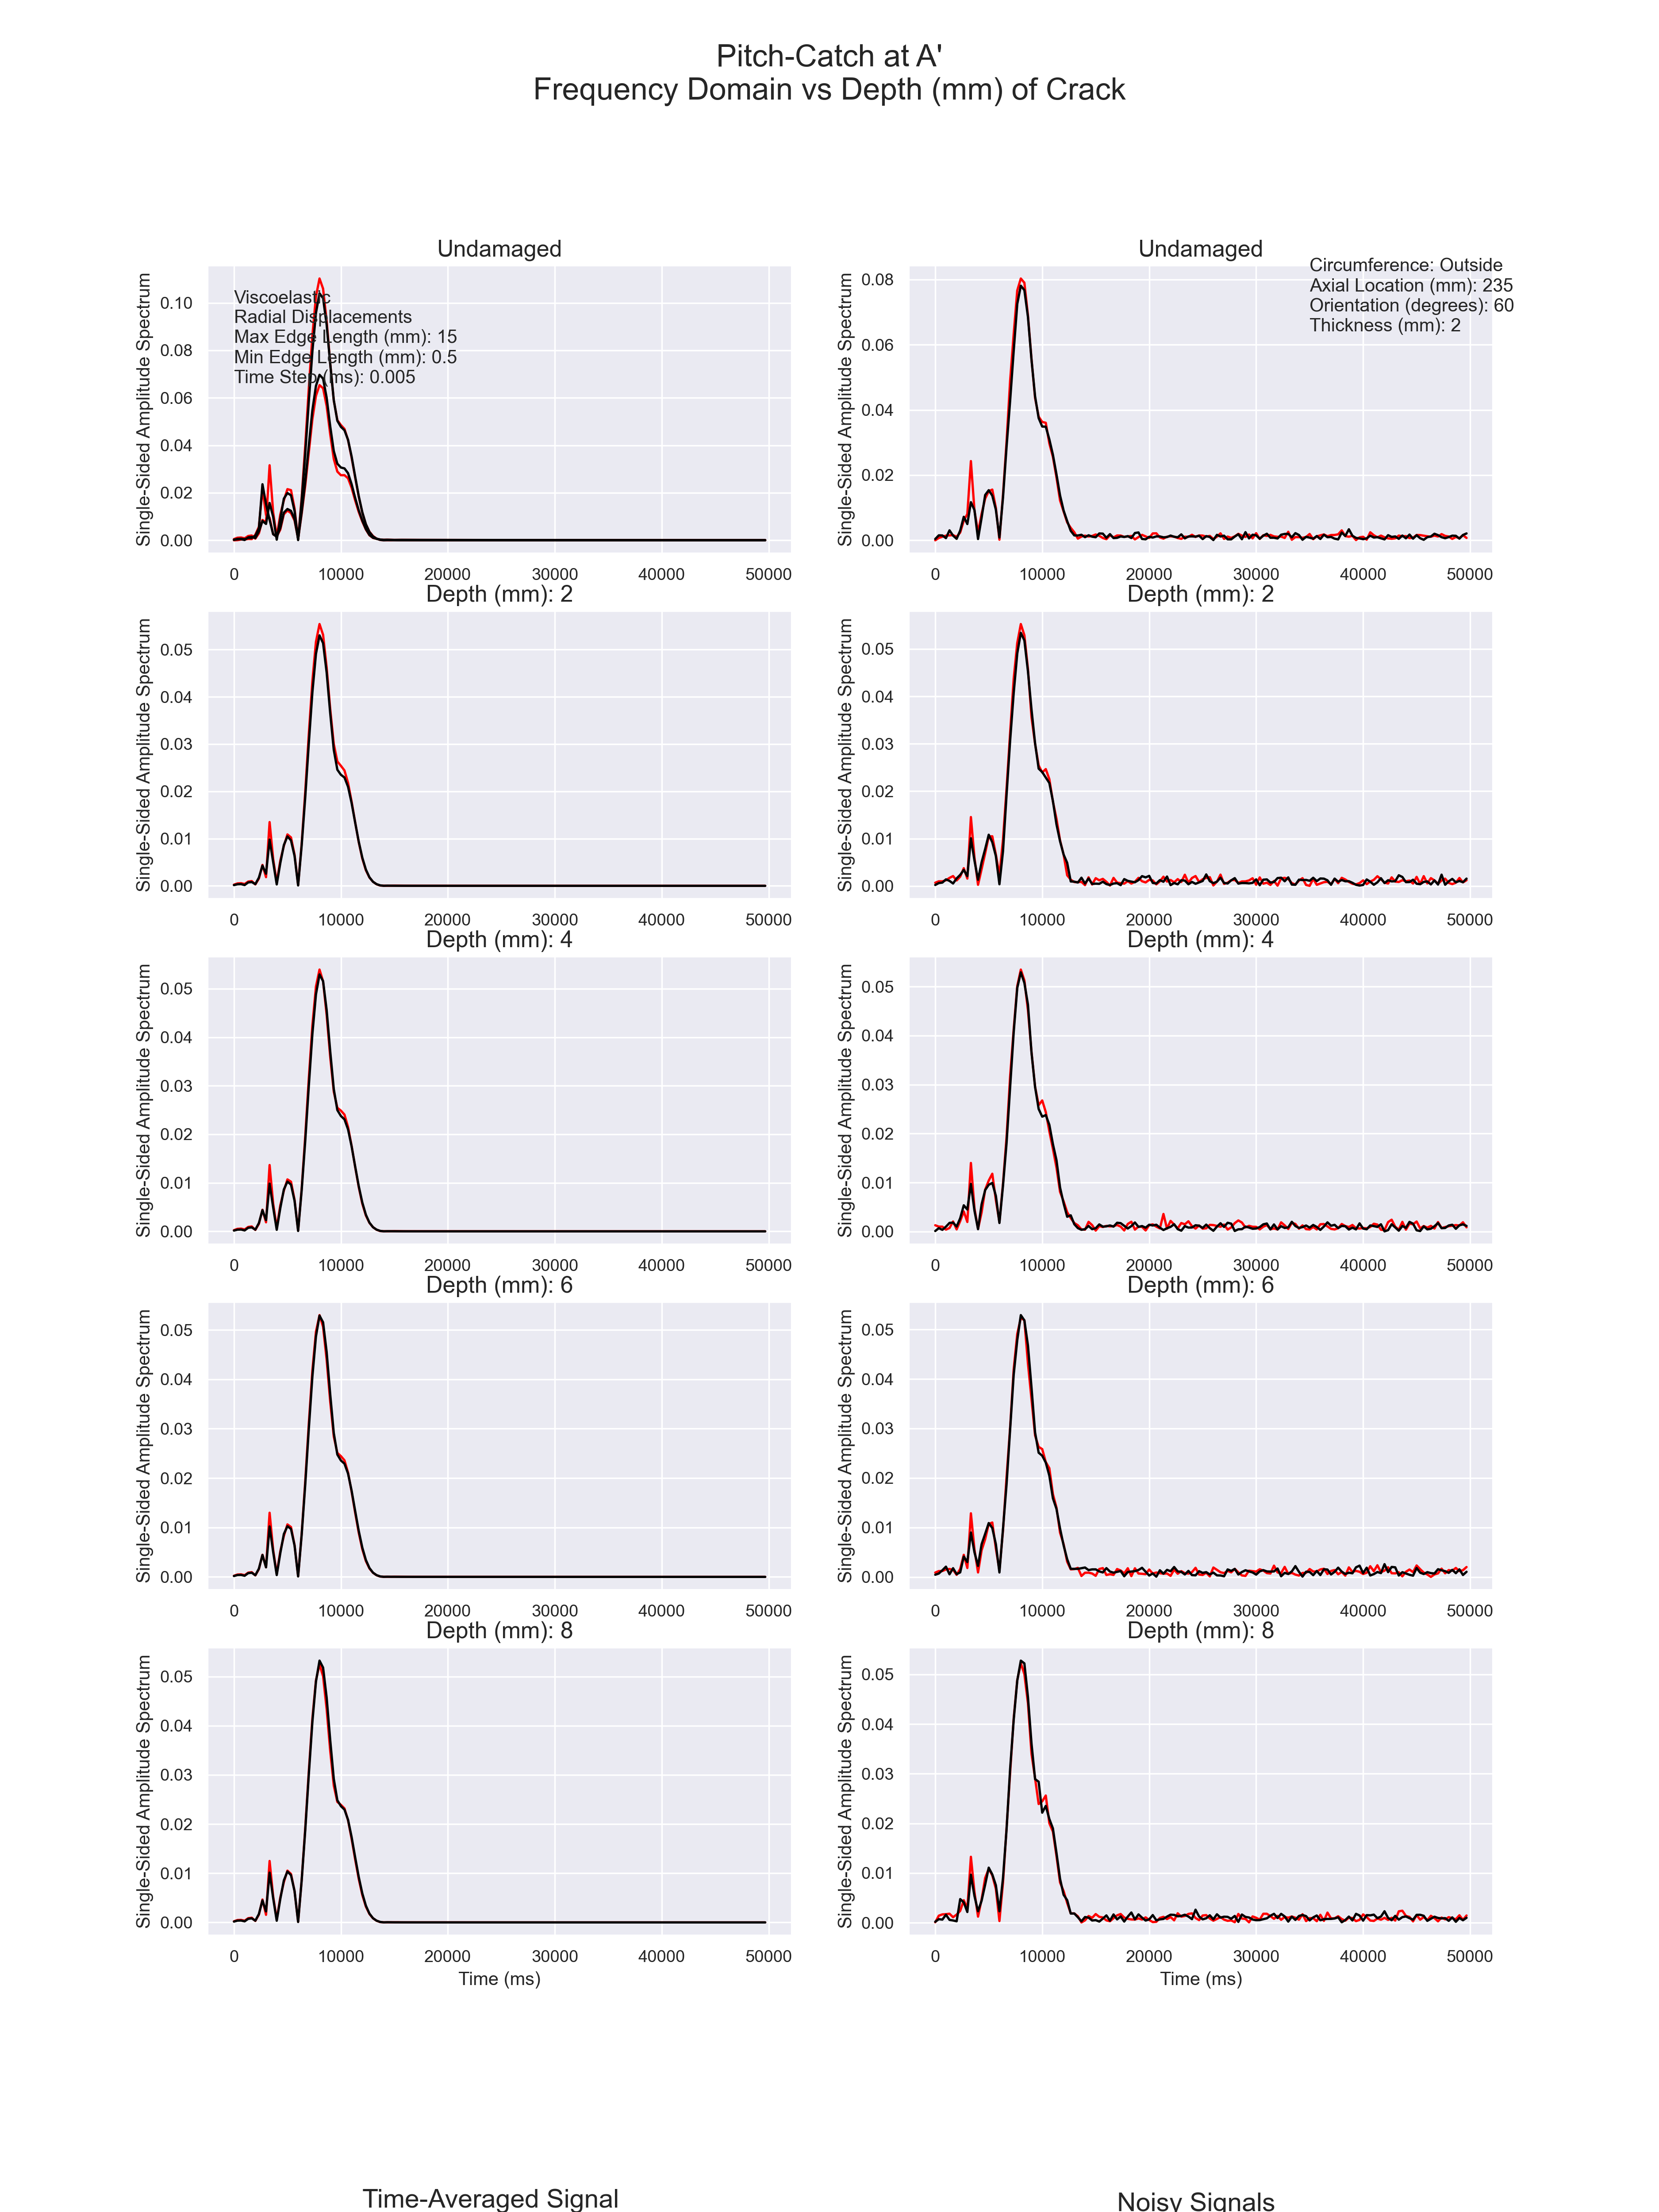 Pitch-Catch at A'
Frequency Domain vs Depth (mm) of Crack
Undamaged
Single-Sided Amplitude Spectrum
0.10
0.08
0.06
0.04
0.02
0.00
Viscoelastic
Radial Displacements
Max Edge Length (mm): 15
Min Edge Length (mm): 0.5
Time Step (ms): 0.005
0 10000 20000 30000 40000 50000
Undamaged
Single-Sided Amplitude Spectrum
0.08
0.06
0.04
0.02
0.00
Circumference: Outside
Axial Location (mm): 235
Orientation (degrees): 60
Thickness (mm): 2
0 10000 20000 30000 40000 50000
Depth (mm): 2
Single-Sided Amplitude Spectrum
0.05
0.04
0.03
0.02
0.01
0.00
0 10000 20000 30000 40000 50000
Depth (mm): 2
Single-Sided Amplitude Spectrum
0.05
0.04
0.03
0.02
0.01
0.00
0 10000 20000 30000 40000 50000
Depth (mm): 4
Single-Sided Amplitude Spectrum
0.05
0.04
0.03
0.02
0.01
0.00
0 10000 20000 30000 40000 50000
Depth (mm): 4
Single-Sided Amplitude Spectrum
0.05
0.04
0.03
0.02
0.01
0.00
0 10000 20000 30000 40000 50000
Depth (mm): 6
Single-Sided Amplitude Spectrum
0.05
0.04
0.03
0.02
0.01
0.00
0 10000 20000 30000 40000 50000
Depth (mm): 6
Single-Sided Amplitude Spectrum
0.05
0.04
0.03
0.02
0.01
0.00
0 10000 20000 30000 40000 50000
Depth (mm): 8
Single-Sided Amplitude Spectrum
0.05
0.04
0.03
0.02
0.01
0.00
0 10000 20000 30000 40000 50000
Time (ms)
Depth (mm): 8
Single-Sided Amplitude Spectrum
0.05
0.04
0.03
0.02
0.01
0.00
0 10000 20000 30000 40000 50000
Time (ms)
Time-Averaged Signal
Noisy Signals